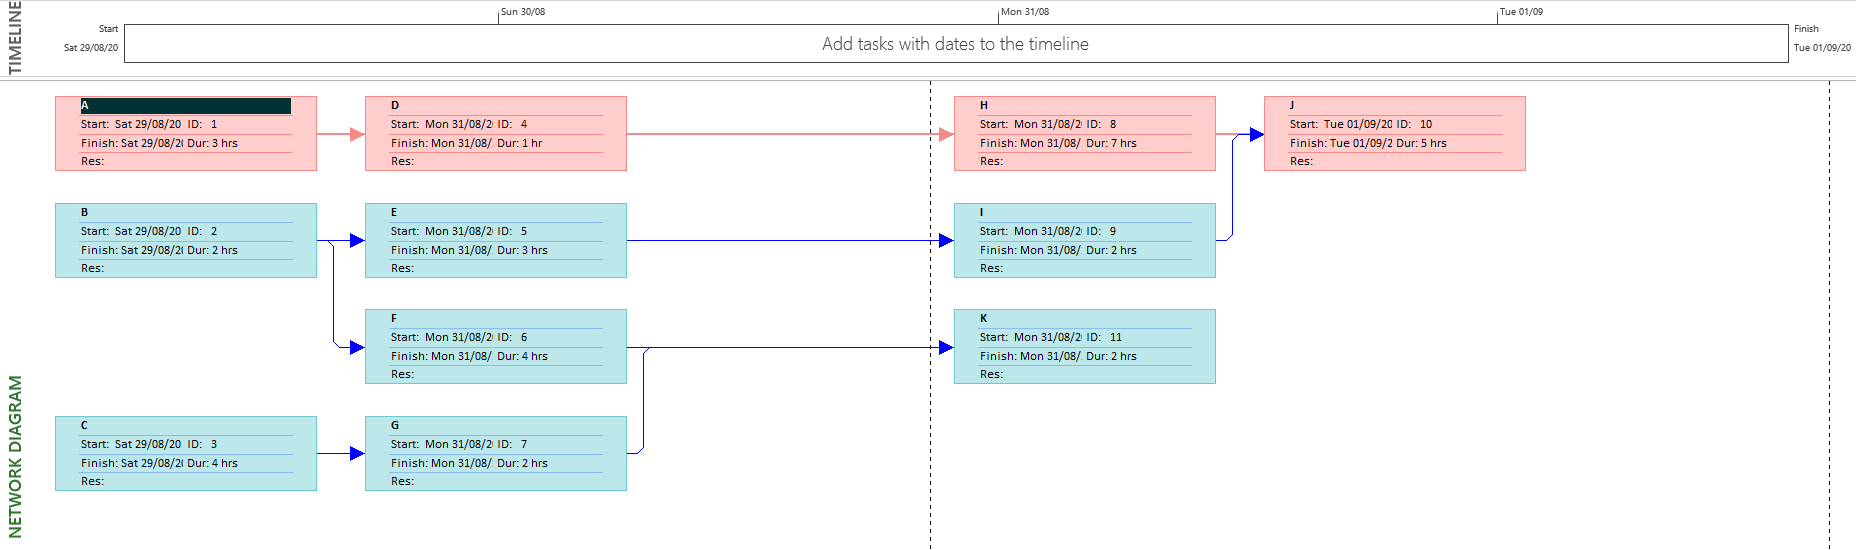 TIMELINE
Sun 30/08
Mon 31/08
Tue 01/09
Start
Sat 29/08/20
Add tasks with dates to the timeline
Finish
Tue 01/09/20
NETWORK DIAGRAM
A
Start: Sat 29/08/20 ID: 1
Finish: Sat 29/08/2( Dur: 3 hrs
Res:
D
Start: Mon 31/08/2( ID: 4
Finish: Mon 31/08/. Dur: 1 hr
Res:
H
Start: Mon 31/08/2( ID: 8
Finish: Mon 31/08/. Dur: 7 hrs
Res:
J
Start: Tue 01/09/20 ID: 10
Finish: Tue 01/09/2 Dur: 5 hrs
Res:
B
Start: Sat 29/08/20 ID: 2
Finish: Sat 29/08/2( Dur: 2 hrs
Res:
E
Start: Mon 31/08/2( ID: 5
Finish: Mon 31/08/. Dur: 3 hrs
Res:
I
Start: Mon 31/08/2( ID: 9
Finish: Mon 31/08/. Dur: 2 hrs
Res:
F
Start: Mon 31/08/2( ID: 6
Finish: Mon 31/08/. Dur: 4 hrs
Res:
K
Start: Mon 31/08/2( ID: 11
Finish: Mon 31/08/. Dur: 2 hrs
Res:
C
Start: Sat 29/08/20 ID: 3
Finish: Sat 29/08/2( Dur: 4 hrs
Res:
G
Start: Mon 31/08/2( ID: 7
Finish: Mon 31/08/. Dur: 2 hrs
Res: